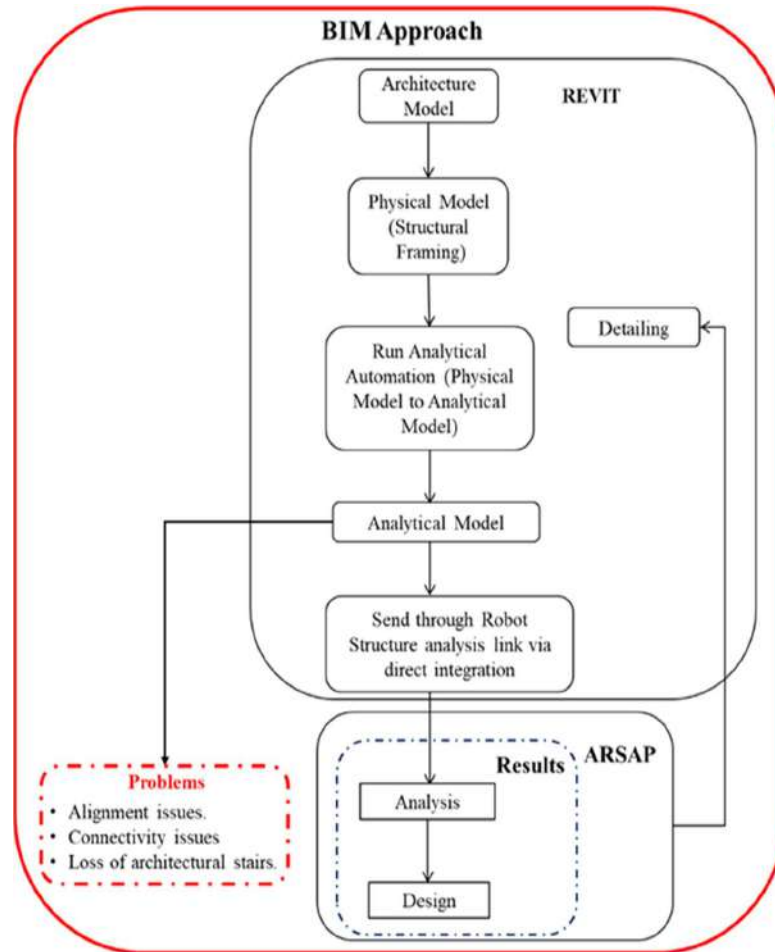 BIM Approach
REVIT
Architecture
Model
Physical Model
(Structural
Framing)
Detailing
Run Analytical
Automation (Physical
Model to Analytical
Model)
Analytical Model
Send through Robot
Structure analysis link via
direct integration
Problems
• Alignment issues.
• Connectivity issues
• Loss of architectural stairs.
Results
ARSAP
Analysis
Design